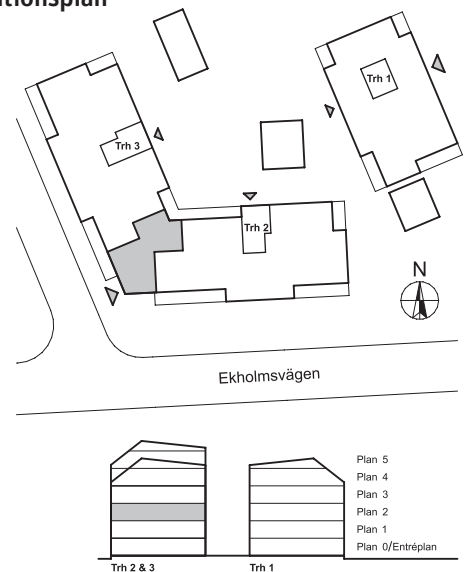 Trh 1
Trh 3
Trh 2
N
Ekholmsvägen
Plan 5
Plan 4
Plan 3
Plan 2
Plan 1
Plan 0/Entréplan
Trh 2 & 3
Trh 1